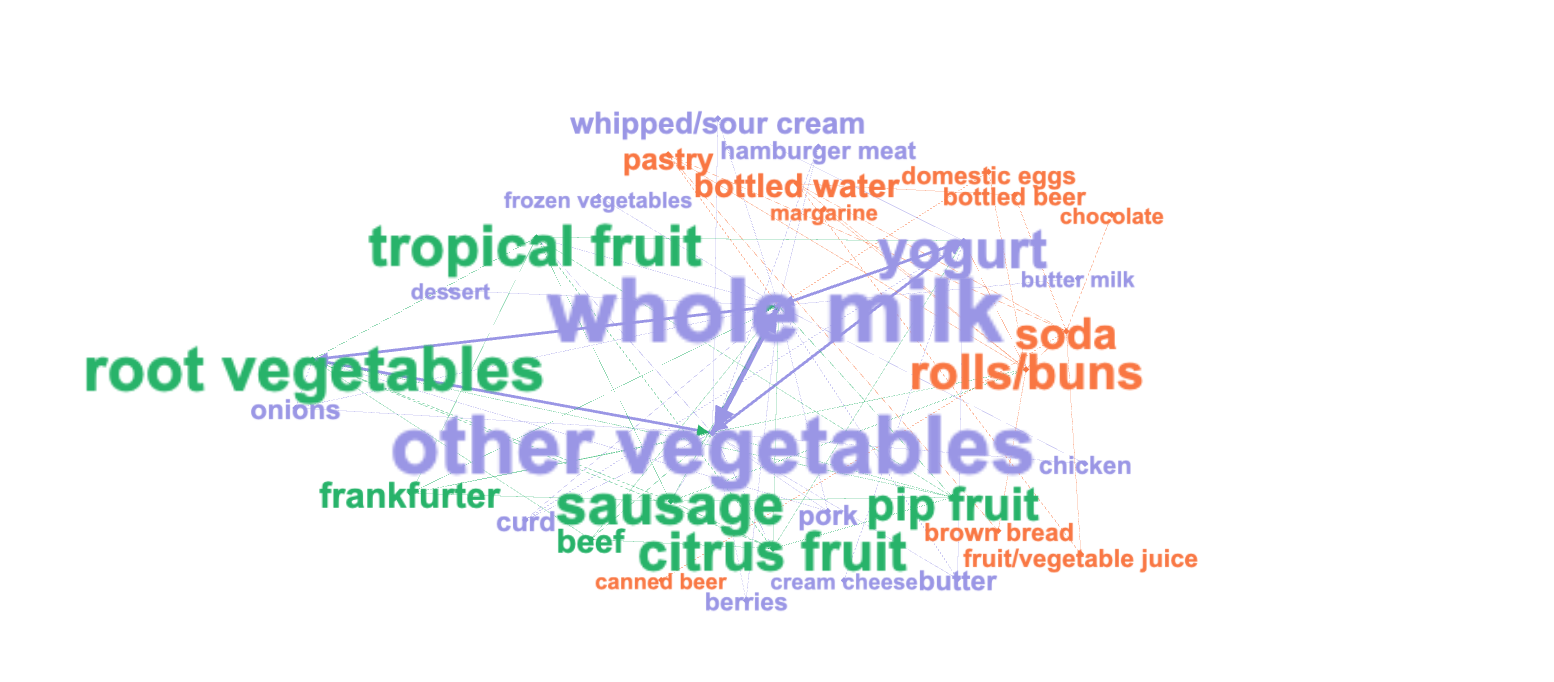 whipped/sour cream
pastry
hamburger meat
bottled water
domestic eggs
bottled beer
frozen vegetables
margarine
chocolate
tropical fruit
yogurt
dessert
butter milk
whole milk
soda
root vegetables
rolls/buns
onions
other vegetables
chicken
frankfurter
sausage
pip fruit
curd
pork
beef
brown bread
citrus fruit
fruit/vegetable juice
canned beer
cream cheese
butter
berries